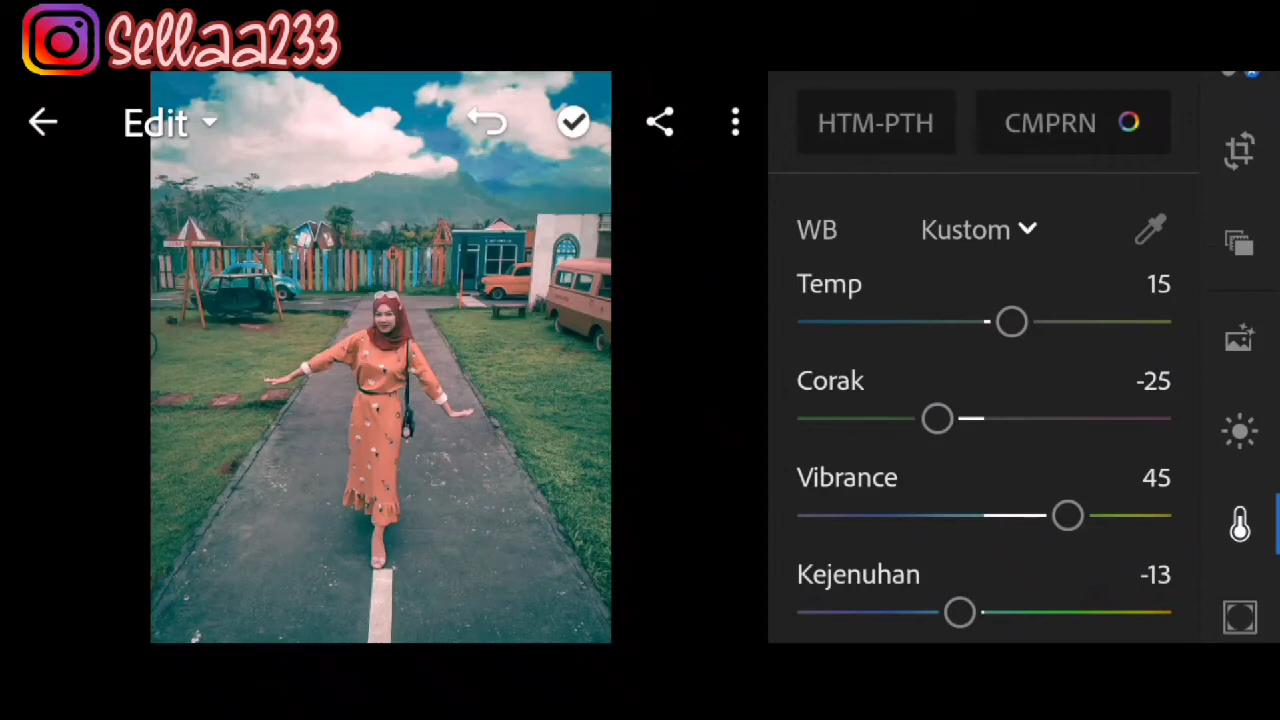 sellaa233
Edit
HTM-PTH
CMPRN
WB
Kustom
Temp
15
Corak
-25
Vibrance
45
Kejenuhan
-13